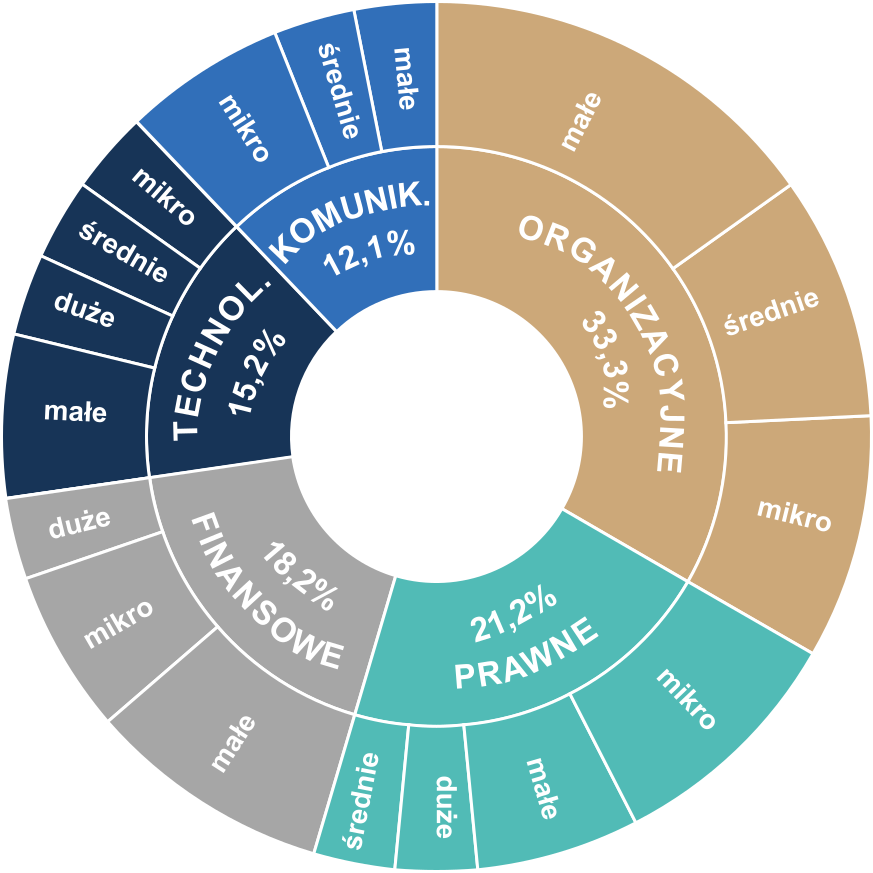 ORGANIZACYJNE
33,3%
małe
średnie
mikro
PRAWNE
21,2%
mikro
małe
duże
średnie
FINANSOWE
18,2%
małe
mikro
duże
TECHNOL.
15,2%
małe
duże
średnie
mikro
KOMUNIK.
12,1%
mikro
średnie
małe